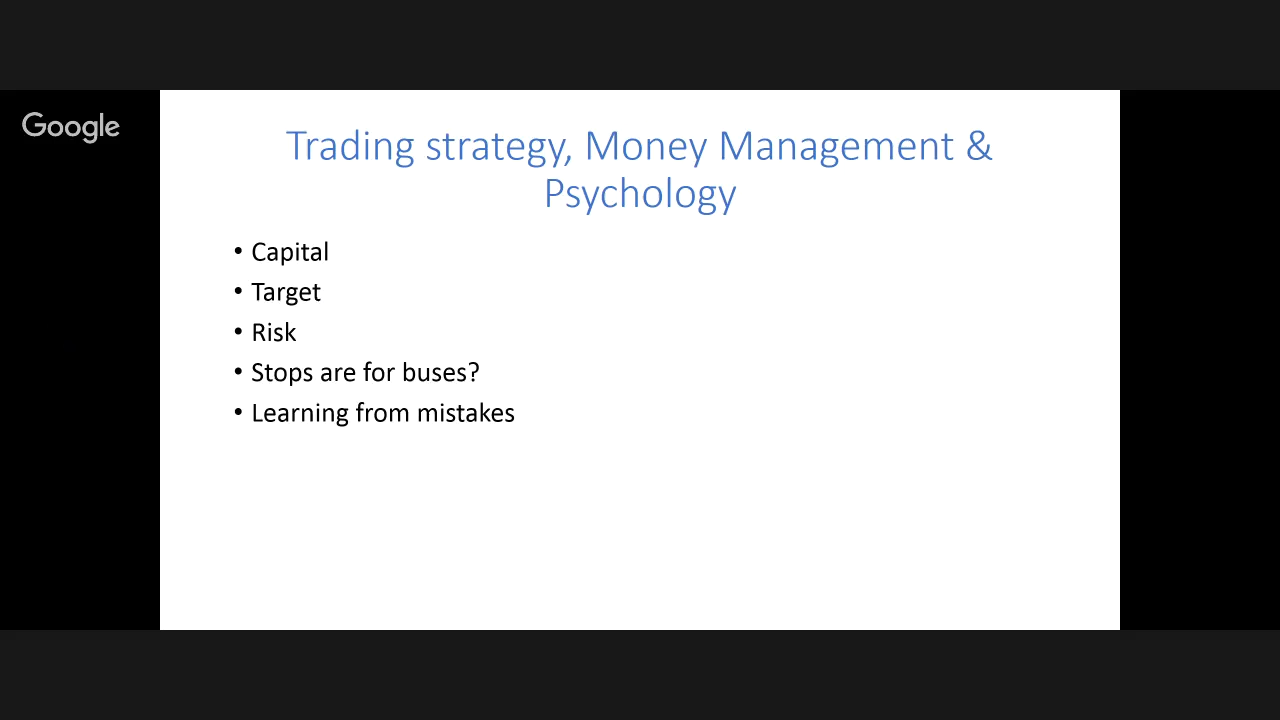 Google
Trading strategy, Money Management &
Psychology
• Capital
• Target
• Risk
• Stops are for buses?
• Learning from mistakes